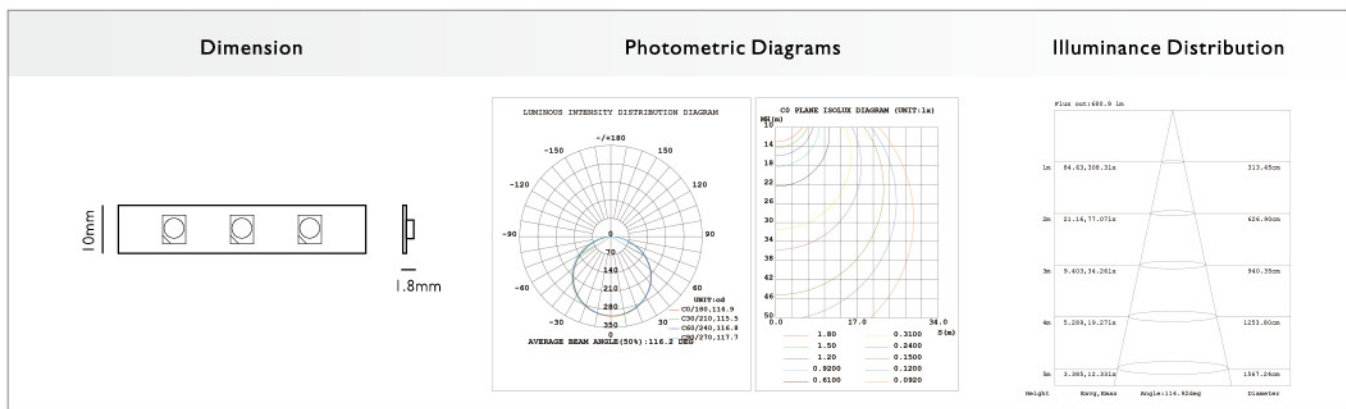 Dimension
Photometric Diagrams
Illuminance Distribution
10mm
1.8mm
LUMINOUS INTENSITY DISTRIBUTION DIAGRAM
-/+180
-150
150
-120
120
-90
90
-60
60
-30
30
0
0
70
140
210
280
350
UNIT:cd
C0/180,114.9
C30/210,115.5
C60/240,116.8
C90/270,117.7
AVERAGE BEAM ANGLE(50%):116.2 DEG
C0 PLANE ISOLUX DIAGRAM (UNIT:lx)
MH(m)
10
14
18
22
26
30
34
38
42
46
50
0.0
17.0
34.0
S(m)
1.80
0.3100
1.50
0.2400
1.20
0.1500
0.9200
0.1200
0.6100
0.0920
Flux out:680.9 lm
1m
84.63,308.3lx
313.45cm
2m
21.16,77.07lx
626.90cm
3m
9.403,34.26lx
940.35cm
4m
5.289,19.27lx
1253.80cm
5m
3.385,12.33lx
1567.24cm
Height
Eavg,Emax
Angle:114.92deg
Diameter